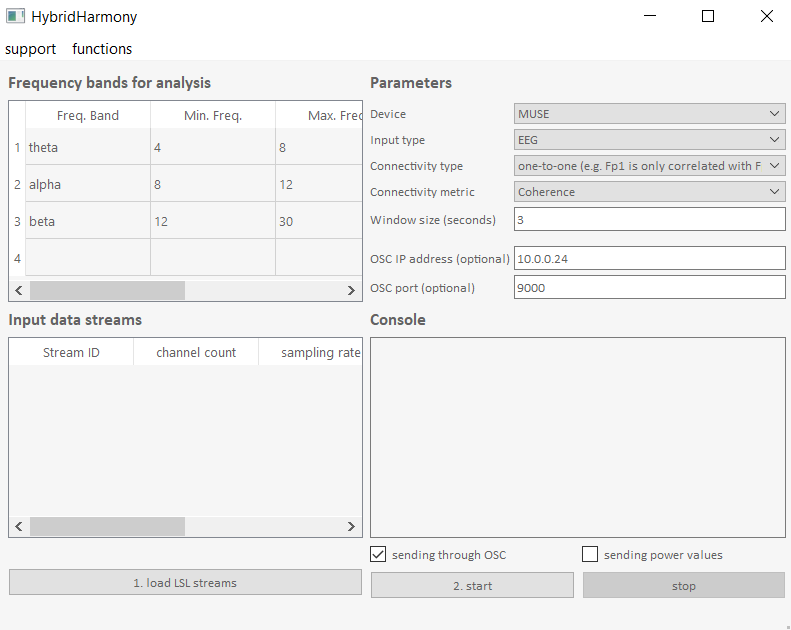 HybridHarmony
support functions
Frequency bands for analysis
Freq. Band Min. Freq. Max. Freq
1 theta 4 8
2 alpha 8 12
3 beta 12 30
4
Parameters
Device MUSE
Input type EEG
Connectivity type one-to-one (e.g. Fp1 is only correlated with F
Connectivity metric Coherence
Window size (seconds) 3
OSC IP address (optional) 10.0.0.24
OSC port (optional) 9000
Input data streams
Stream ID channel count sampling rate
1. load LSL streams
Console
sending through OSC sending power values
2. start stop